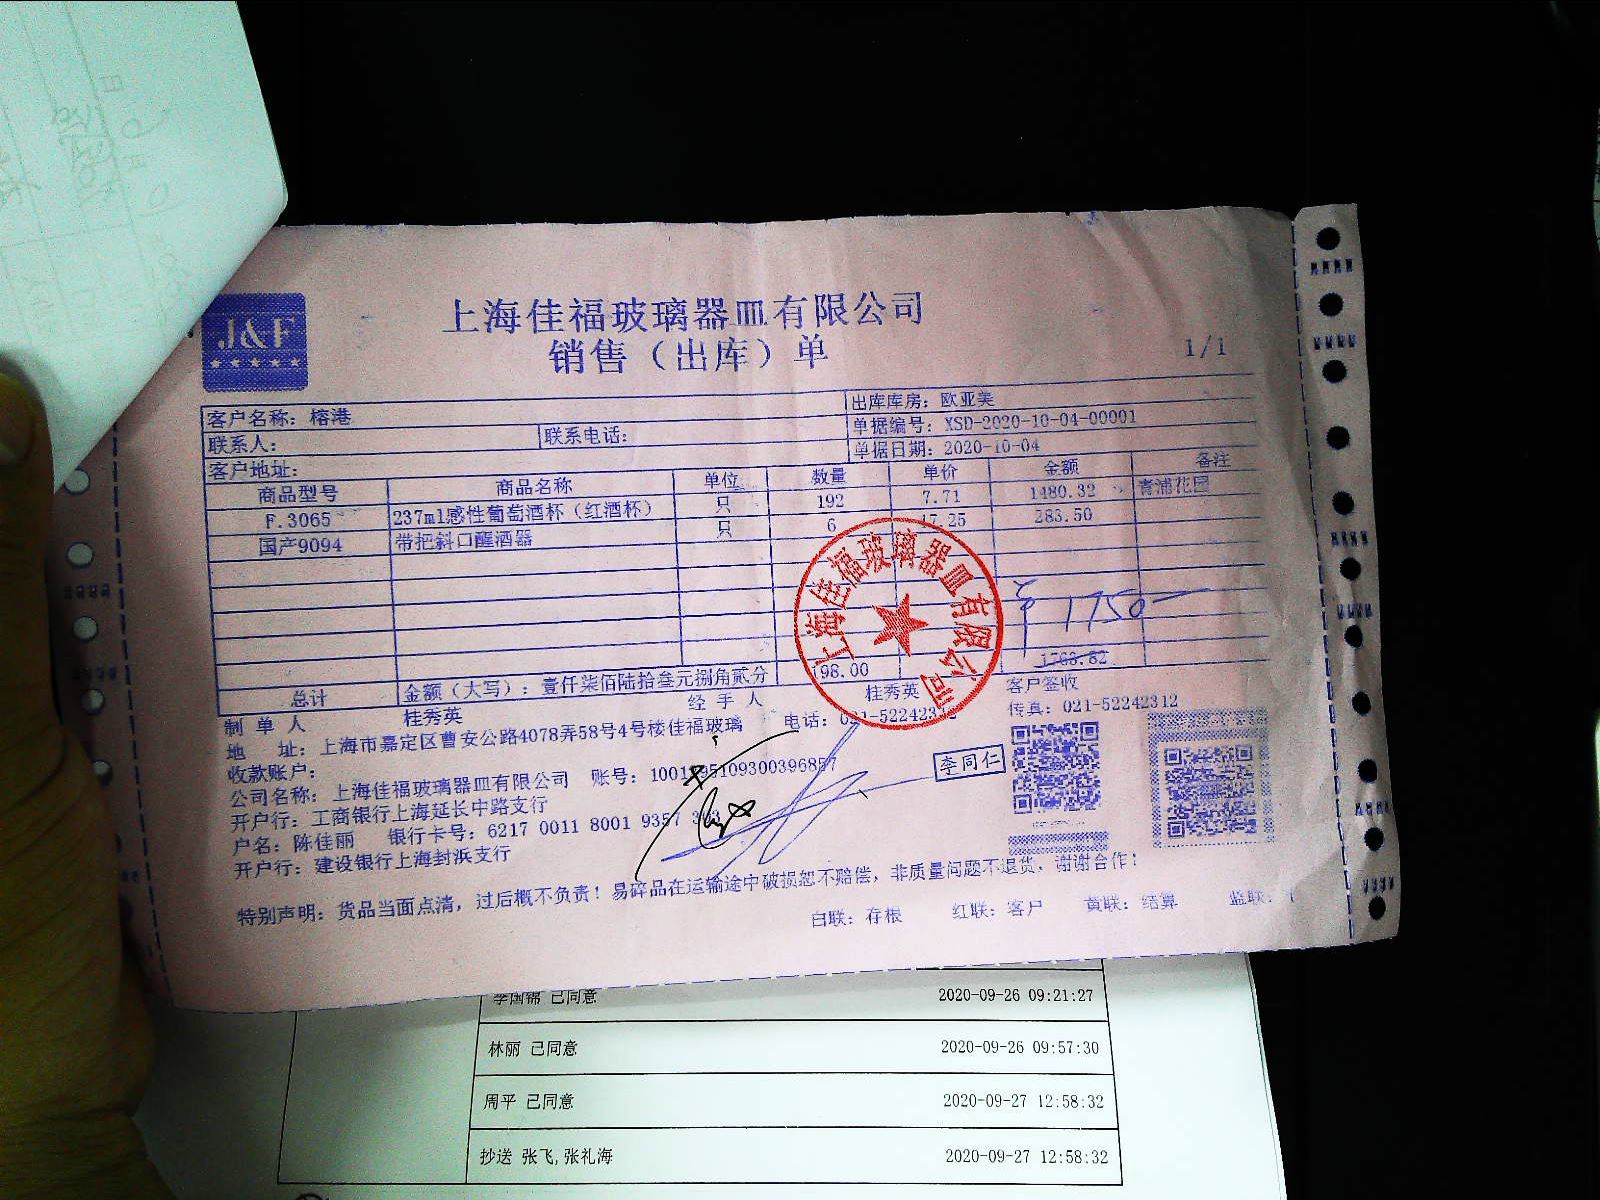 J&F
上海佳福玻璃器皿有限公司
销售（出库）单
1/1
客户名称：榕港
出库库房：欧亚美
联系人：
联系电话：
单据编号：XSD-2020-10-04-00001
客户地址：
单据日期：2020-10-04
商品型号 商品名称 单位 数量 单价 金额 备注
F.3065 237ml感性葡萄酒杯（红酒杯） 只 192 7.71 1480.32 青浦花园
国产9094 带把斜口醒酒器 只 6 47.25 283.50
上海佳福玻璃器皿有限公司
¥1750
总计 金额（大写）：壹仟柒佰陆拾叁元捌角贰分 198.00 1763.82
制单人 桂秀英 经手人 桂秀英 客户签收
地 址：上海市嘉定区曹安公路4078弄58号4号楼佳福玻璃 电话：021-52242312 传真：021-52242312
收款账户：
公司名称：上海佳福玻璃器皿有限公司 账号：
开户行：工商银行上海延长中路支行
李同仁
户名：陈佳丽 银行卡号：6217 0011 8001 9357
开户行：建设银行上海封浜支行
特别声明：货品当面点清，过后概不负责！易碎品在运输途中破损恕不赔偿，非质量问题不退货，谢谢合作！
白联：存根 红联：客户 黄联：结算 蓝联：
李国锦 已同意 2020-09-26 09:21:27
林丽 已同意 2020-09-26 09:57:30
周平 已同意 2020-09-27 12:58:32
抄送 张飞,张礼海 2020-09-27 12:58:32